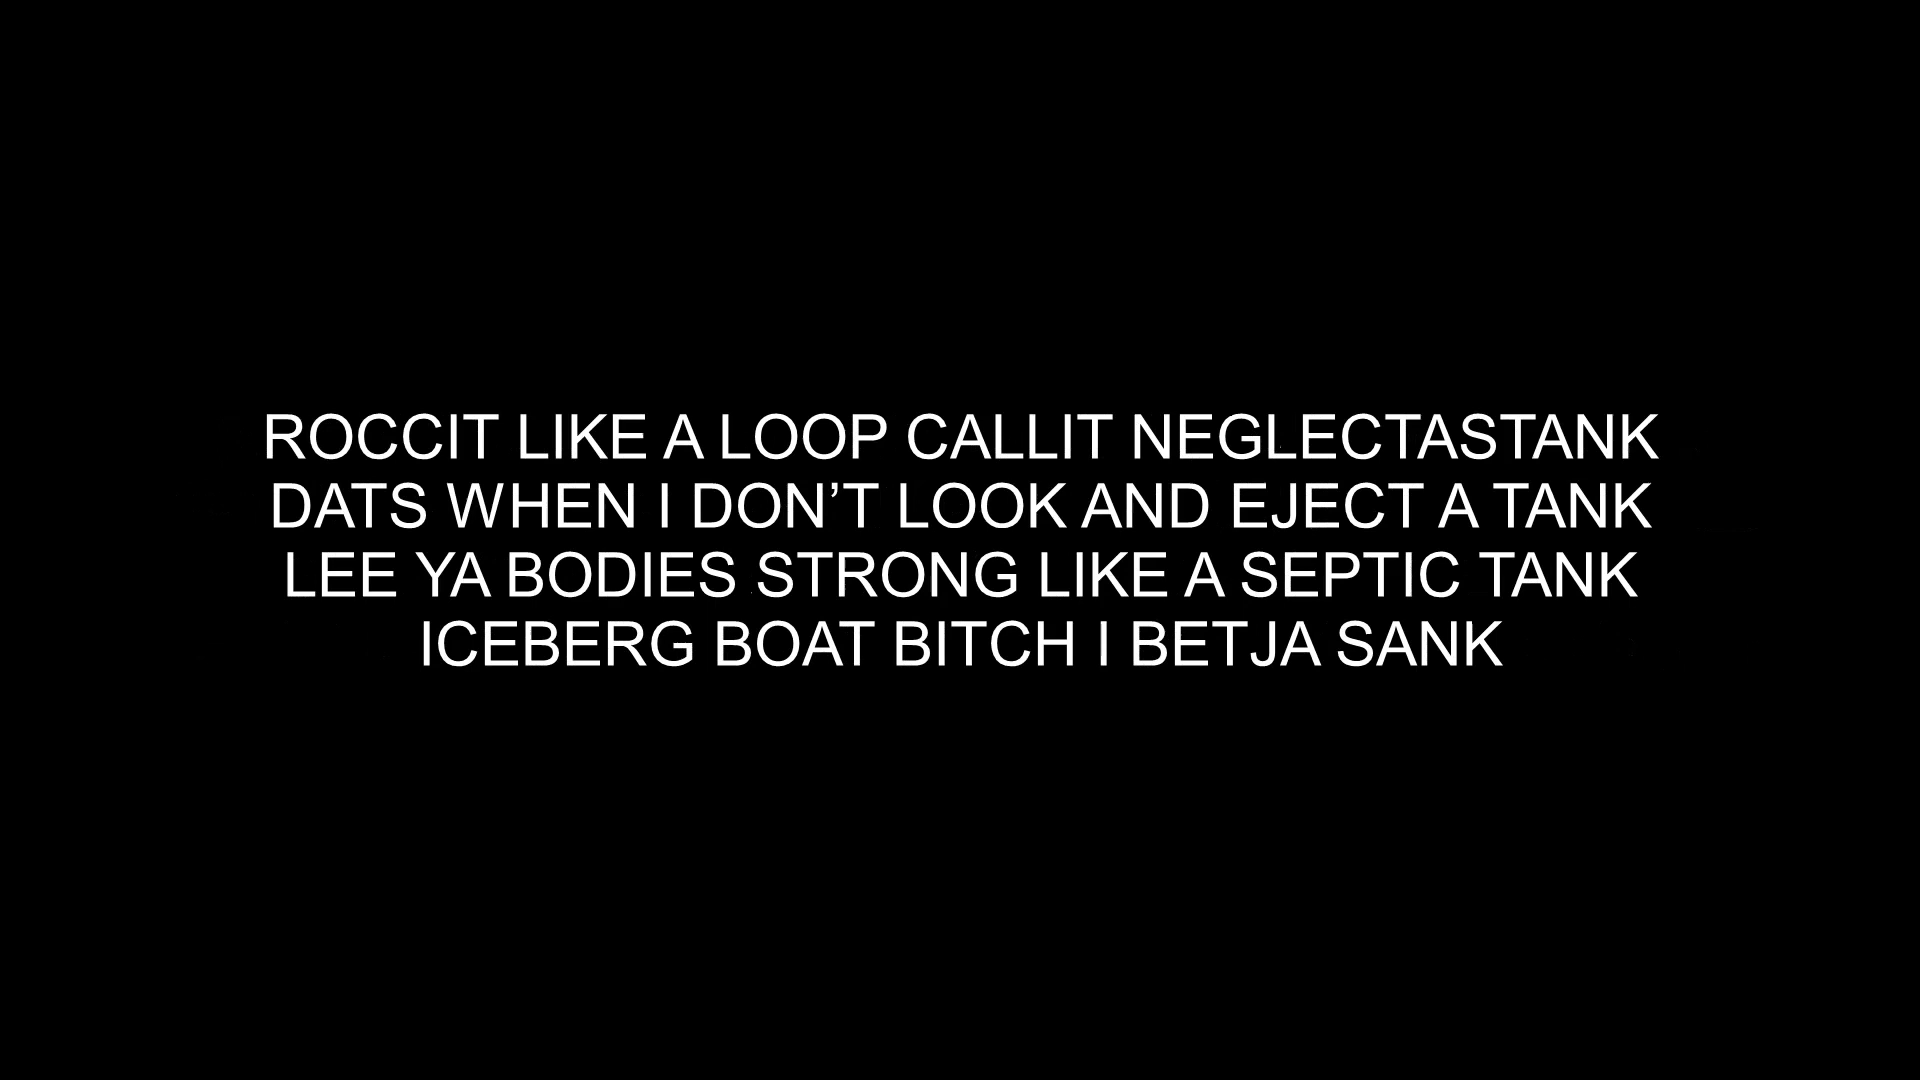 ROCCIT LIKE A LOOP CALLIT NEGLECTASTANK
DATS WHEN I DON’T LOOK AND EJECT A TANK
LEE YA BODIES STRONG LIKE A SEPTIC TANK
ICEBERG BOAT BITCH I BETJA SANK